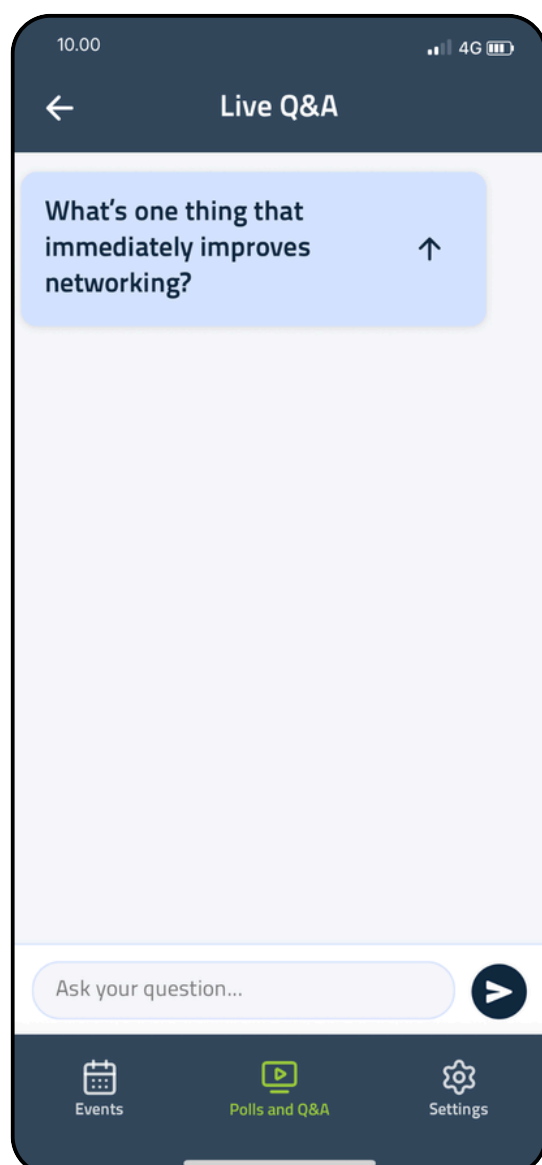 10.00 4G
Live Q&A
What's one thing that
immediately improves
networking?
Ask your question...
Events Polls and Q&A Settings